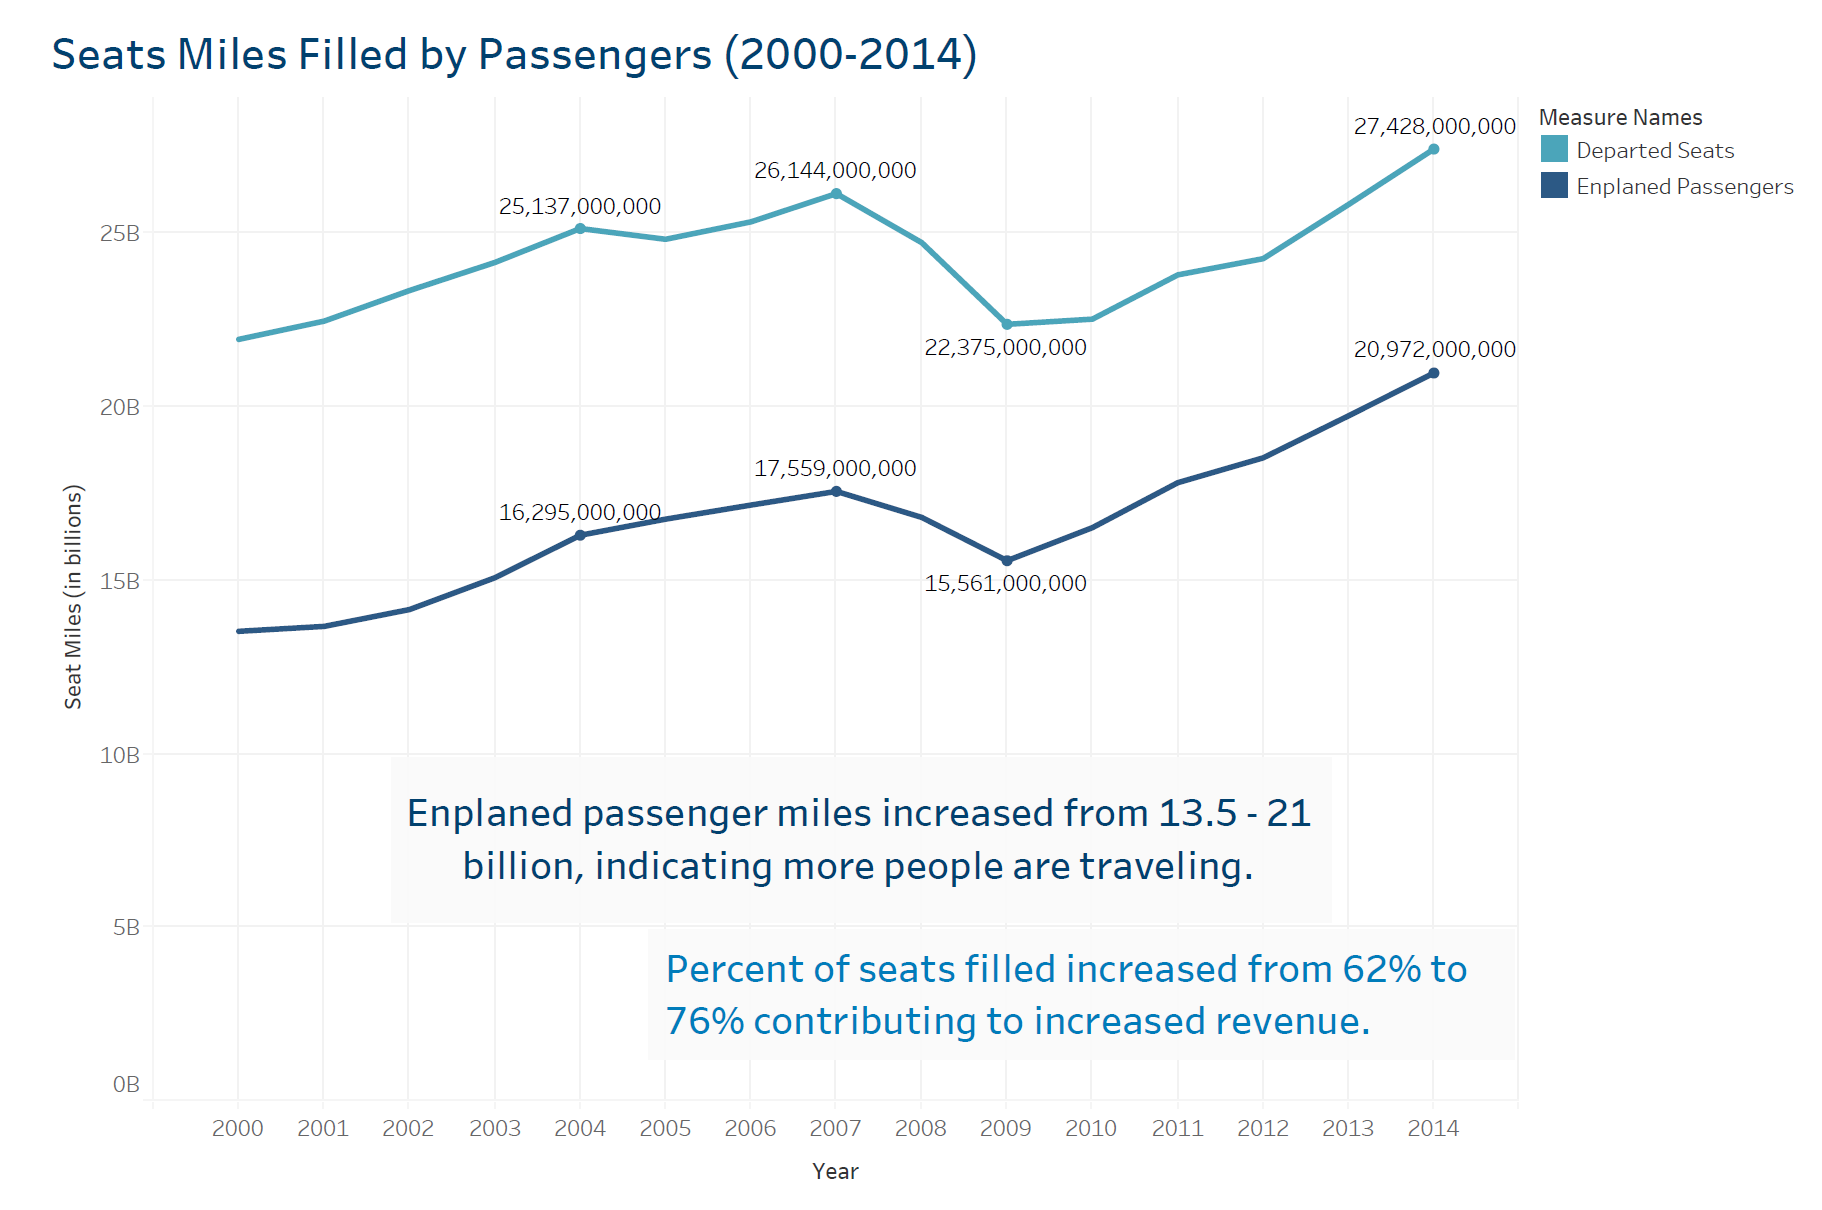 Seats Miles Filled by Passengers (2000-2014)
Measure Names
Departed Seats
Enplaned Passengers
27,428,000,000
26,144,000,000
25,137,000,000
25B
22,375,000,000
20,972,000,000
20B
17,559,000,000
16,295,000,000
15,561,000,000
15B
Seat Miles (in billions)
10B
Enplaned passenger miles increased from 13.5 - 21
billion, indicating more people are traveling.
5B
Percent of seats filled increased from 62% to
76% contributing to increased revenue.
0B
2000 2001 2002 2003 2004 2005 2006 2007 2008 2009 2010 2011 2012 2013 2014
Year